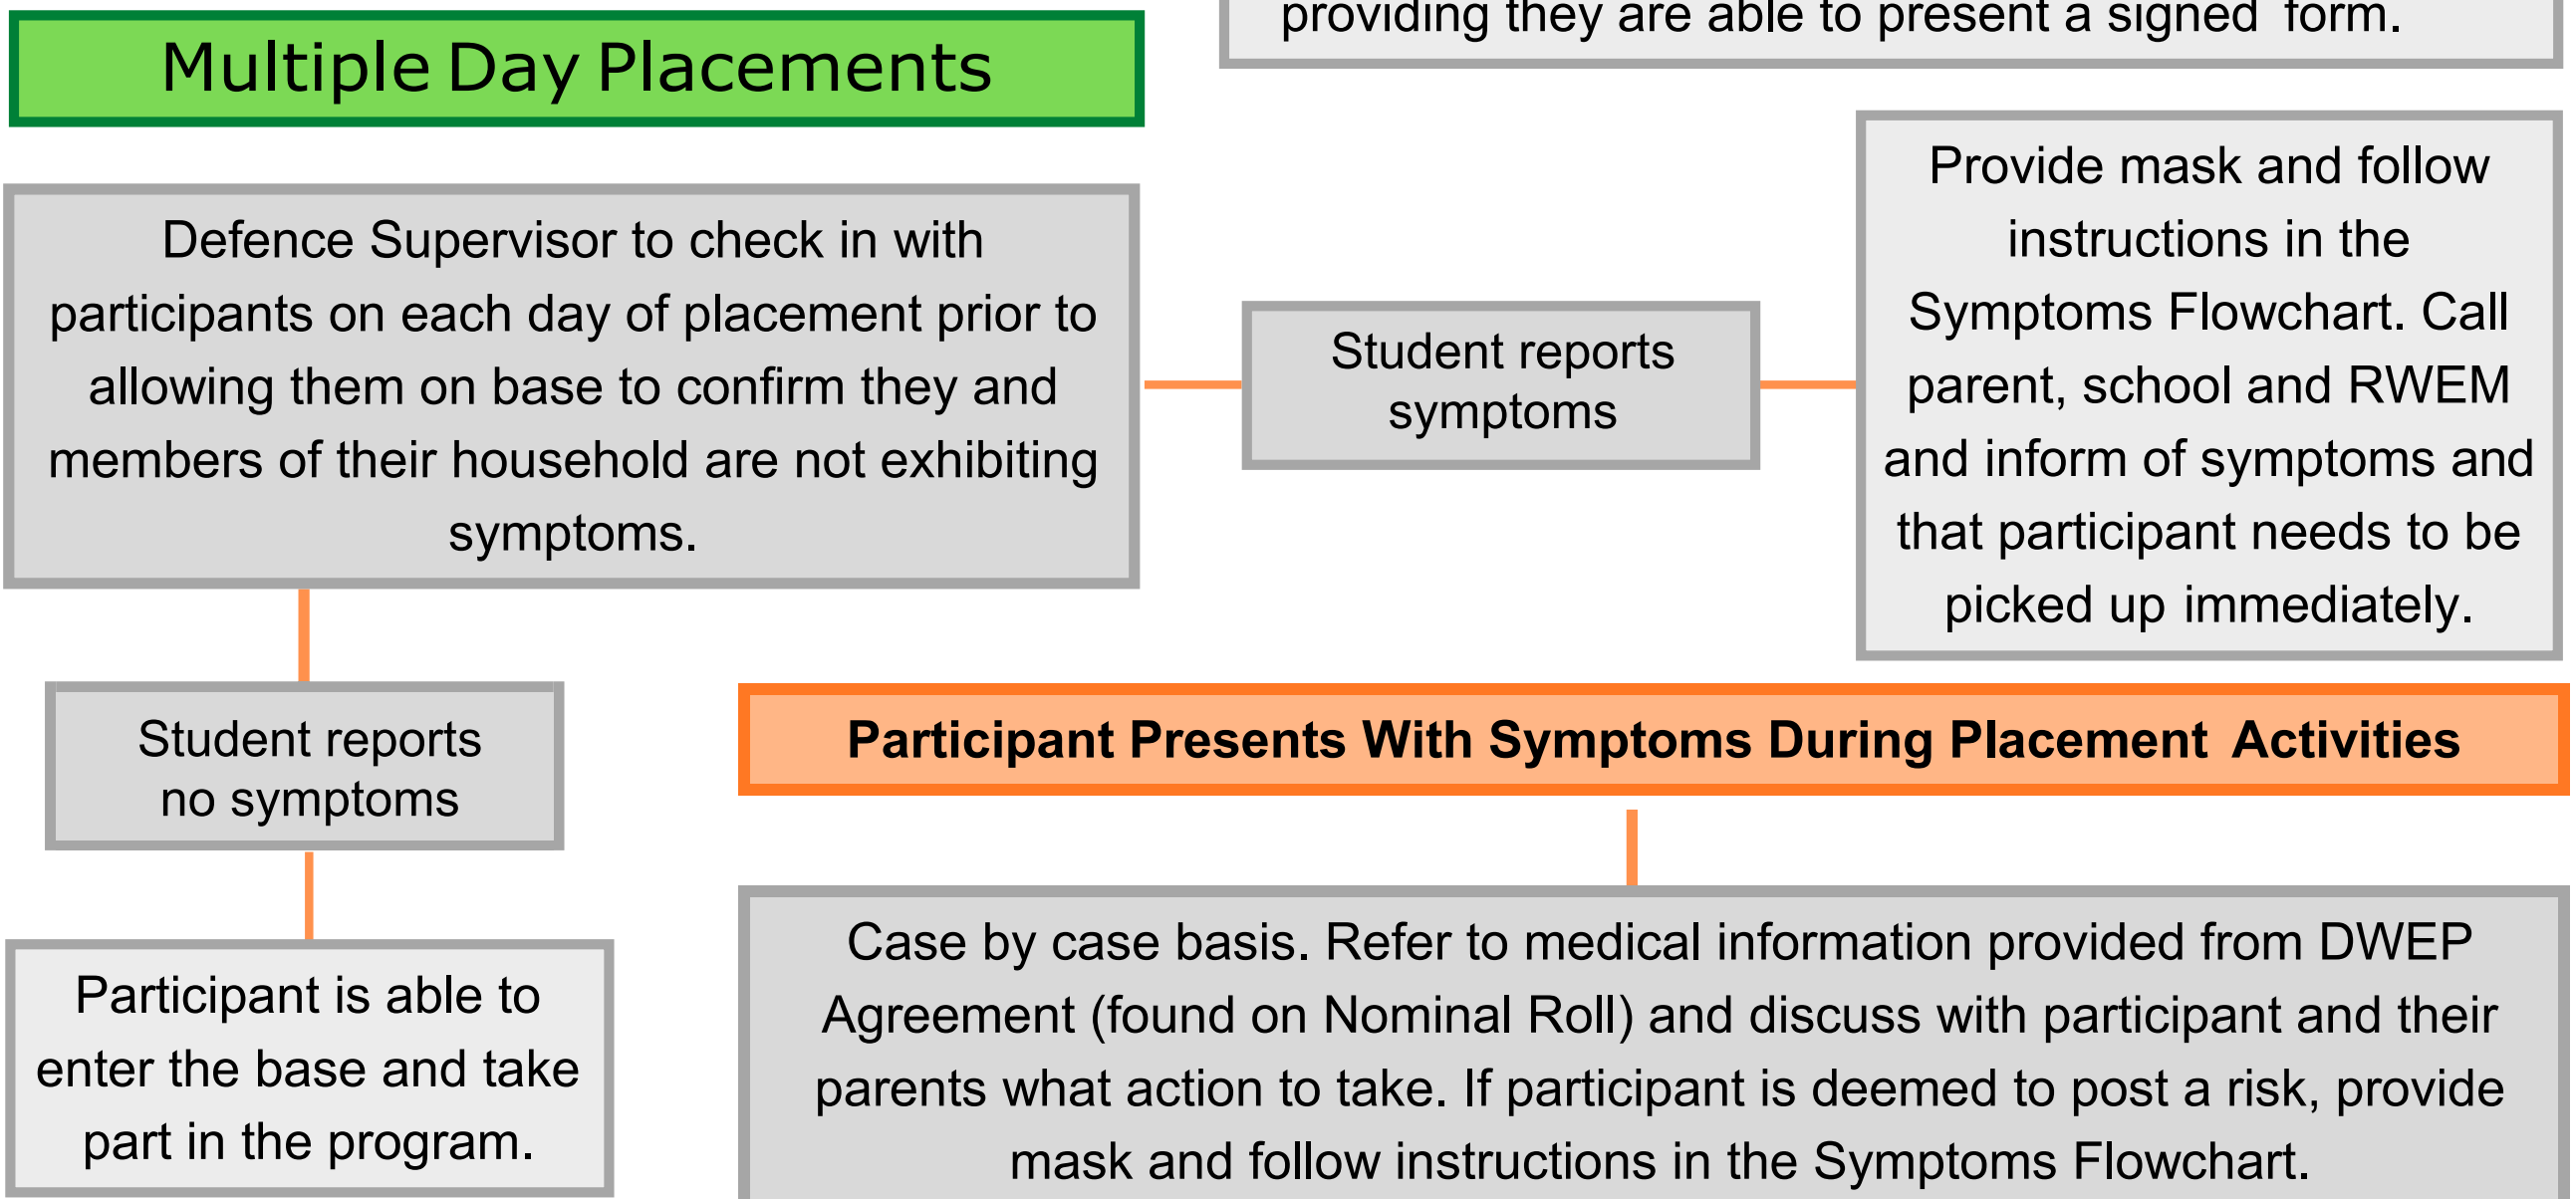 providing they are able to present a signed form.
Multiple Day Placements
Defence Supervisor to check in with
participants on each day of placement prior to
allowing them on base to confirm they and
members of their household are not exhibiting
symptoms.
Student reports
symptoms
Provide mask and follow
instructions in the
Symptoms Flowchart. Call
parent, school and RWEM
and inform of symptoms and
that participant needs to be
picked up immediately.
Student reports
no symptoms
Participant is able to
enter the base and take
part in the program.
Participant Presents With Symptoms During Placement Activities
Case by case basis. Refer to medical information provided from DWEP
Agreement (found on Nominal Roll) and discuss with participant and their
parents what action to take. If participant is deemed to post a risk, provide
mask and follow instructions in the Symptoms Flowchart.